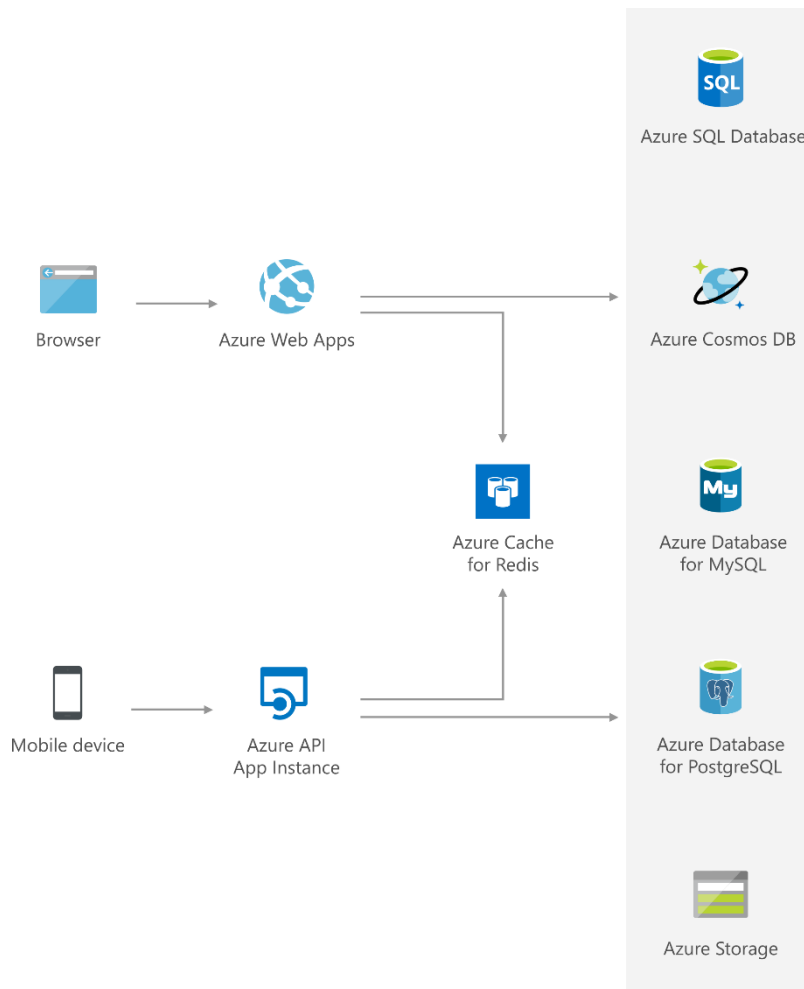 SQL
Azure SQL Database
Browser
Azure Web Apps
Azure Cosmos DB
My
Azure Cache
for Redis
Azure Database
for MySQL
Mobile device
Azure API
App Instance
Azure Database
for PostgreSQL
Azure Storage